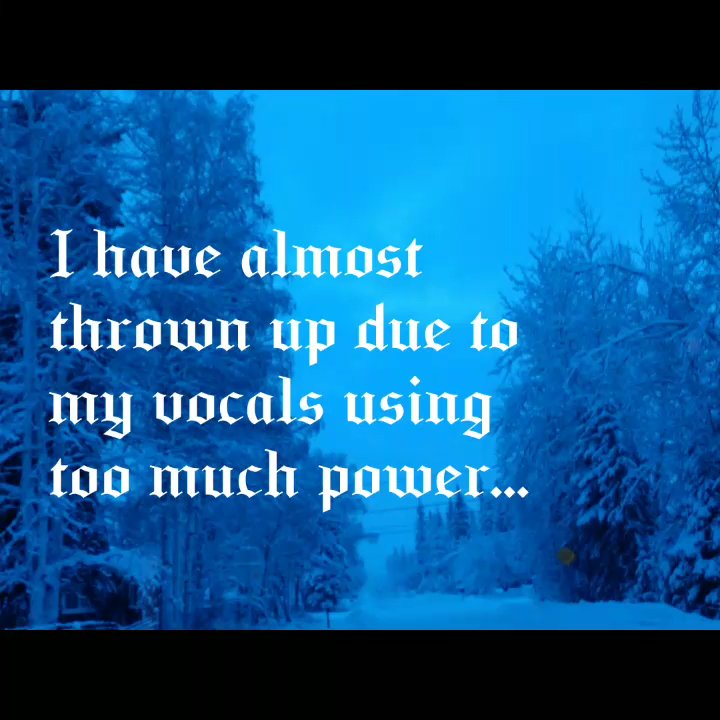 I have almost
thrown up due to
my vocals using
too much power...